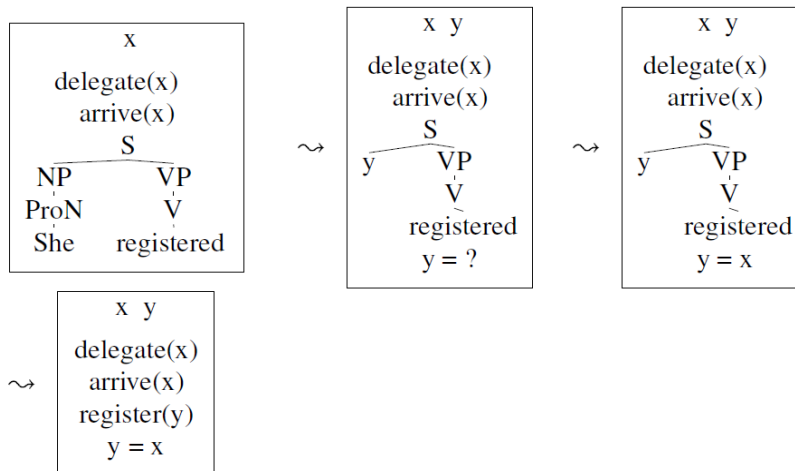 x
delegate(x)
arrive(x)
S
NP VP
ProN V
She registered
⤳
x y
delegate(x)
arrive(x)
S
y VP
V
registered
y = ?
⤳
x y
delegate(x)
arrive(x)
S
y VP
V
registered
y = x
⤳
x y
delegate(x)
arrive(x)
register(y)
y = x